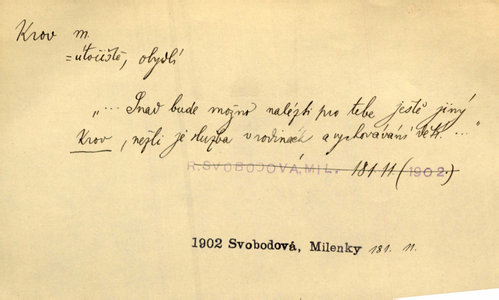 Krov m.
= útočiště, obydlí
„... Snad bude možno nalézti pro tebe ještě jiný
krov, nežli je služba v rodinách a vychovávání dětí..."
R. SVOBODOVÁ, MIL. 181 11 (1902.)
1902 Svobodová, Milenky 181. 11.